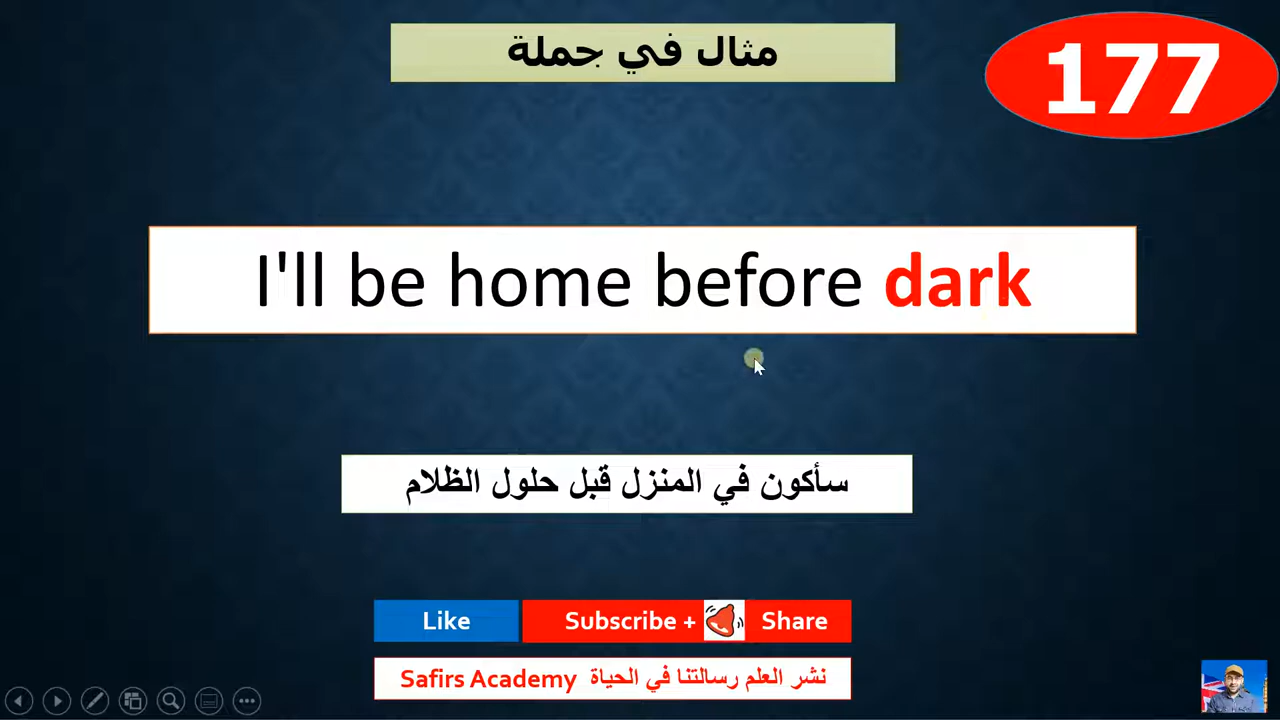 مثال في جملة
177
I'll be home before dark
سأكون في المنزل قبل حلول الظلام
Like Subscribe + Share
Safirs Academy نشر العلم رسالتنا في الحياة